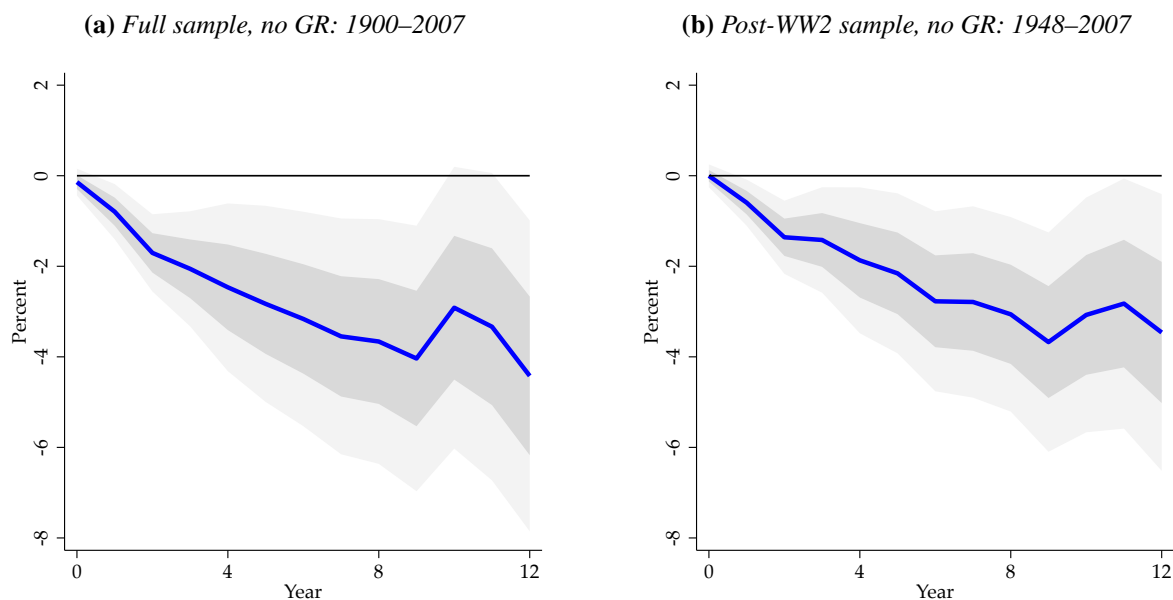 (a) Full sample, no GR: 1900–2007
2
0
-2
-4
-6
-8
Percent
0 4 8 12
Year
(b) Post-WW2 sample, no GR: 1948–2007
2
0
-2
-4
-6
-8
Percent
0 4 8 12
Year